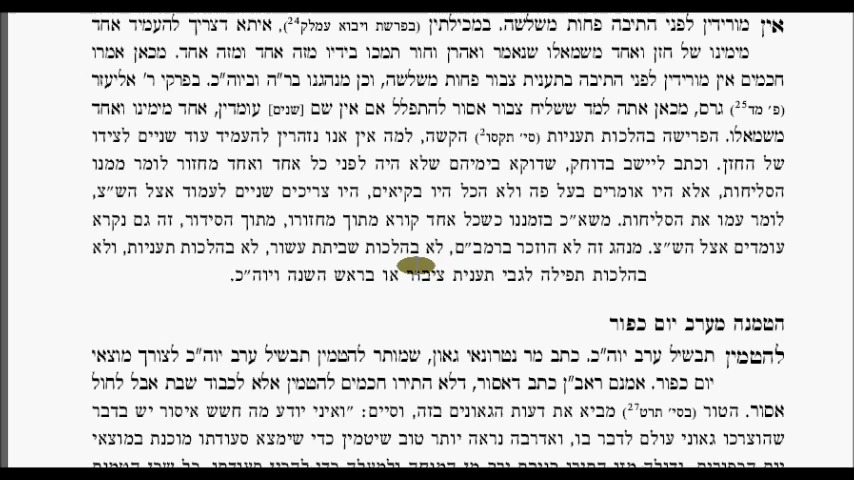 אין מורידין לפני התיבה פחות משלשה. במכילתין (בפרשת ויבוא עמלק24), איתא דצריך להעמיד אחד
מימינו של חזן ואחד משמאלו שנאמר ואהרן וחור תמכו בידיו מזה אחד ומזה אחד. מכאן אמרו
חכמים אין מורידין לפני התיבה בתענית צבור פחות משלשה, וכן מנהגנו בר"ה וביוה"כ. בפרקי ר' אליעזר
(פ' מד25) גרס, מכאן אתה למד ששליח צבור אסור להתפלל אם אין שם [שנים] עומדין, אחד מימינו ואחד
משמאלו. הפרישה בהלכות תעניות (סי' תקסו2) הקשה, למה אין אנו נזהרין להעמיד עוד שניים לצידו
של החזן. וכתב ליישב בדוחק, שדוקא בימיהם שלא היה לפני כל אחד ואחד מחזור לומר ממנו
הסליחות, אלא היו אומרים בעל פה ולא הכל היו בקיאים, היו צריכים שניים לעמוד אצל הש"צ,
לומר עמו את הסליחות. משא"כ בזמננו כשכל אחד קורא מתוך מחזורו, מתוך הסידור, זה גם נקרא
עומדים אצל הש"צ. מנהג זה לא הוזכר ברמב"ם, לא בהלכות שביתת עשור, לא בהלכות תעניות, ולא
בהלכות תפילה לגבי תענית ציבור או בראש השנה ויוה"כ.
הטמנה מערב יום כפור
להטמין תבשיל ערב יוה"כ. כתב מר נטרונאי גאון, שמותר להטמין תבשיל ערב יוה"כ לצורך מוצאי
יום כפור. אמנם ראב"ן כתב דאסור, דלא התירו חכמים להטמין אלא לכבוד שבת אבל לחול
אסור. הטור (בסי' תרט27) מביא את דעות הגאונים בזה, וסיים: "ואיני יודע מה חשש איסור יש בדבר
שהוצרכו גאוני עולם לדבר בו, ואדרבה נראה יותר טוב שיטמין כדי שימצא סעודתו מוכנת במוצאי